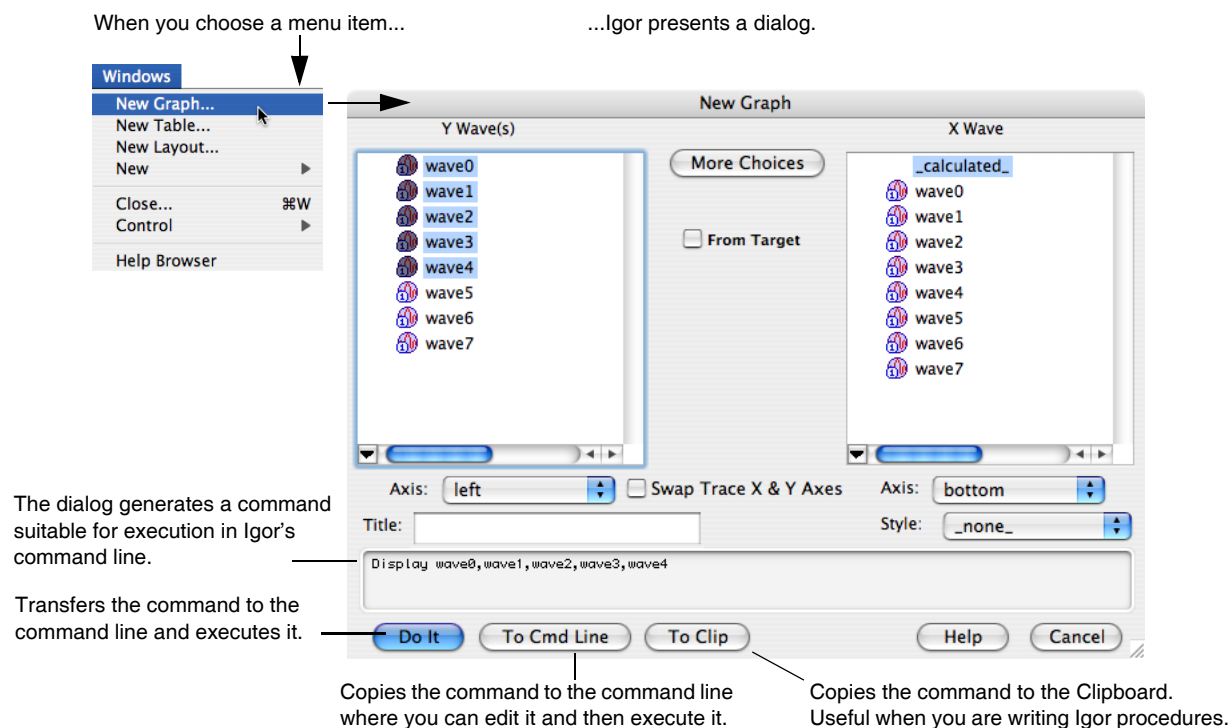 When you choose a menu item...
...Igor presents a dialog.
Windows
New Graph...
New Table...
New Layout...
New
Close... ⌘W
Control
Help Browser
New Graph
Y Wave(s)
X Wave
wave0
wave1
wave2
wave3
wave4
wave5
wave6
wave7
More Choices
From Target
_calculated_
wave0
wave1
wave2
wave3
wave4
wave5
wave6
wave7
Axis: left
Swap Trace X & Y Axes
Axis: bottom
Title:
Style: _none_
Display wave0,wave1,wave2,wave3,wave4
Do It
To Cmd Line
To Clip
Help
Cancel
The dialog generates a command
suitable for execution in Igor's
command line.
Transfers the command to the
command line and executes it.
Copies the command to the command line
where you can edit it and then execute it.
Copies the command to the Clipboard.
Useful when you are writing Igor procedures.